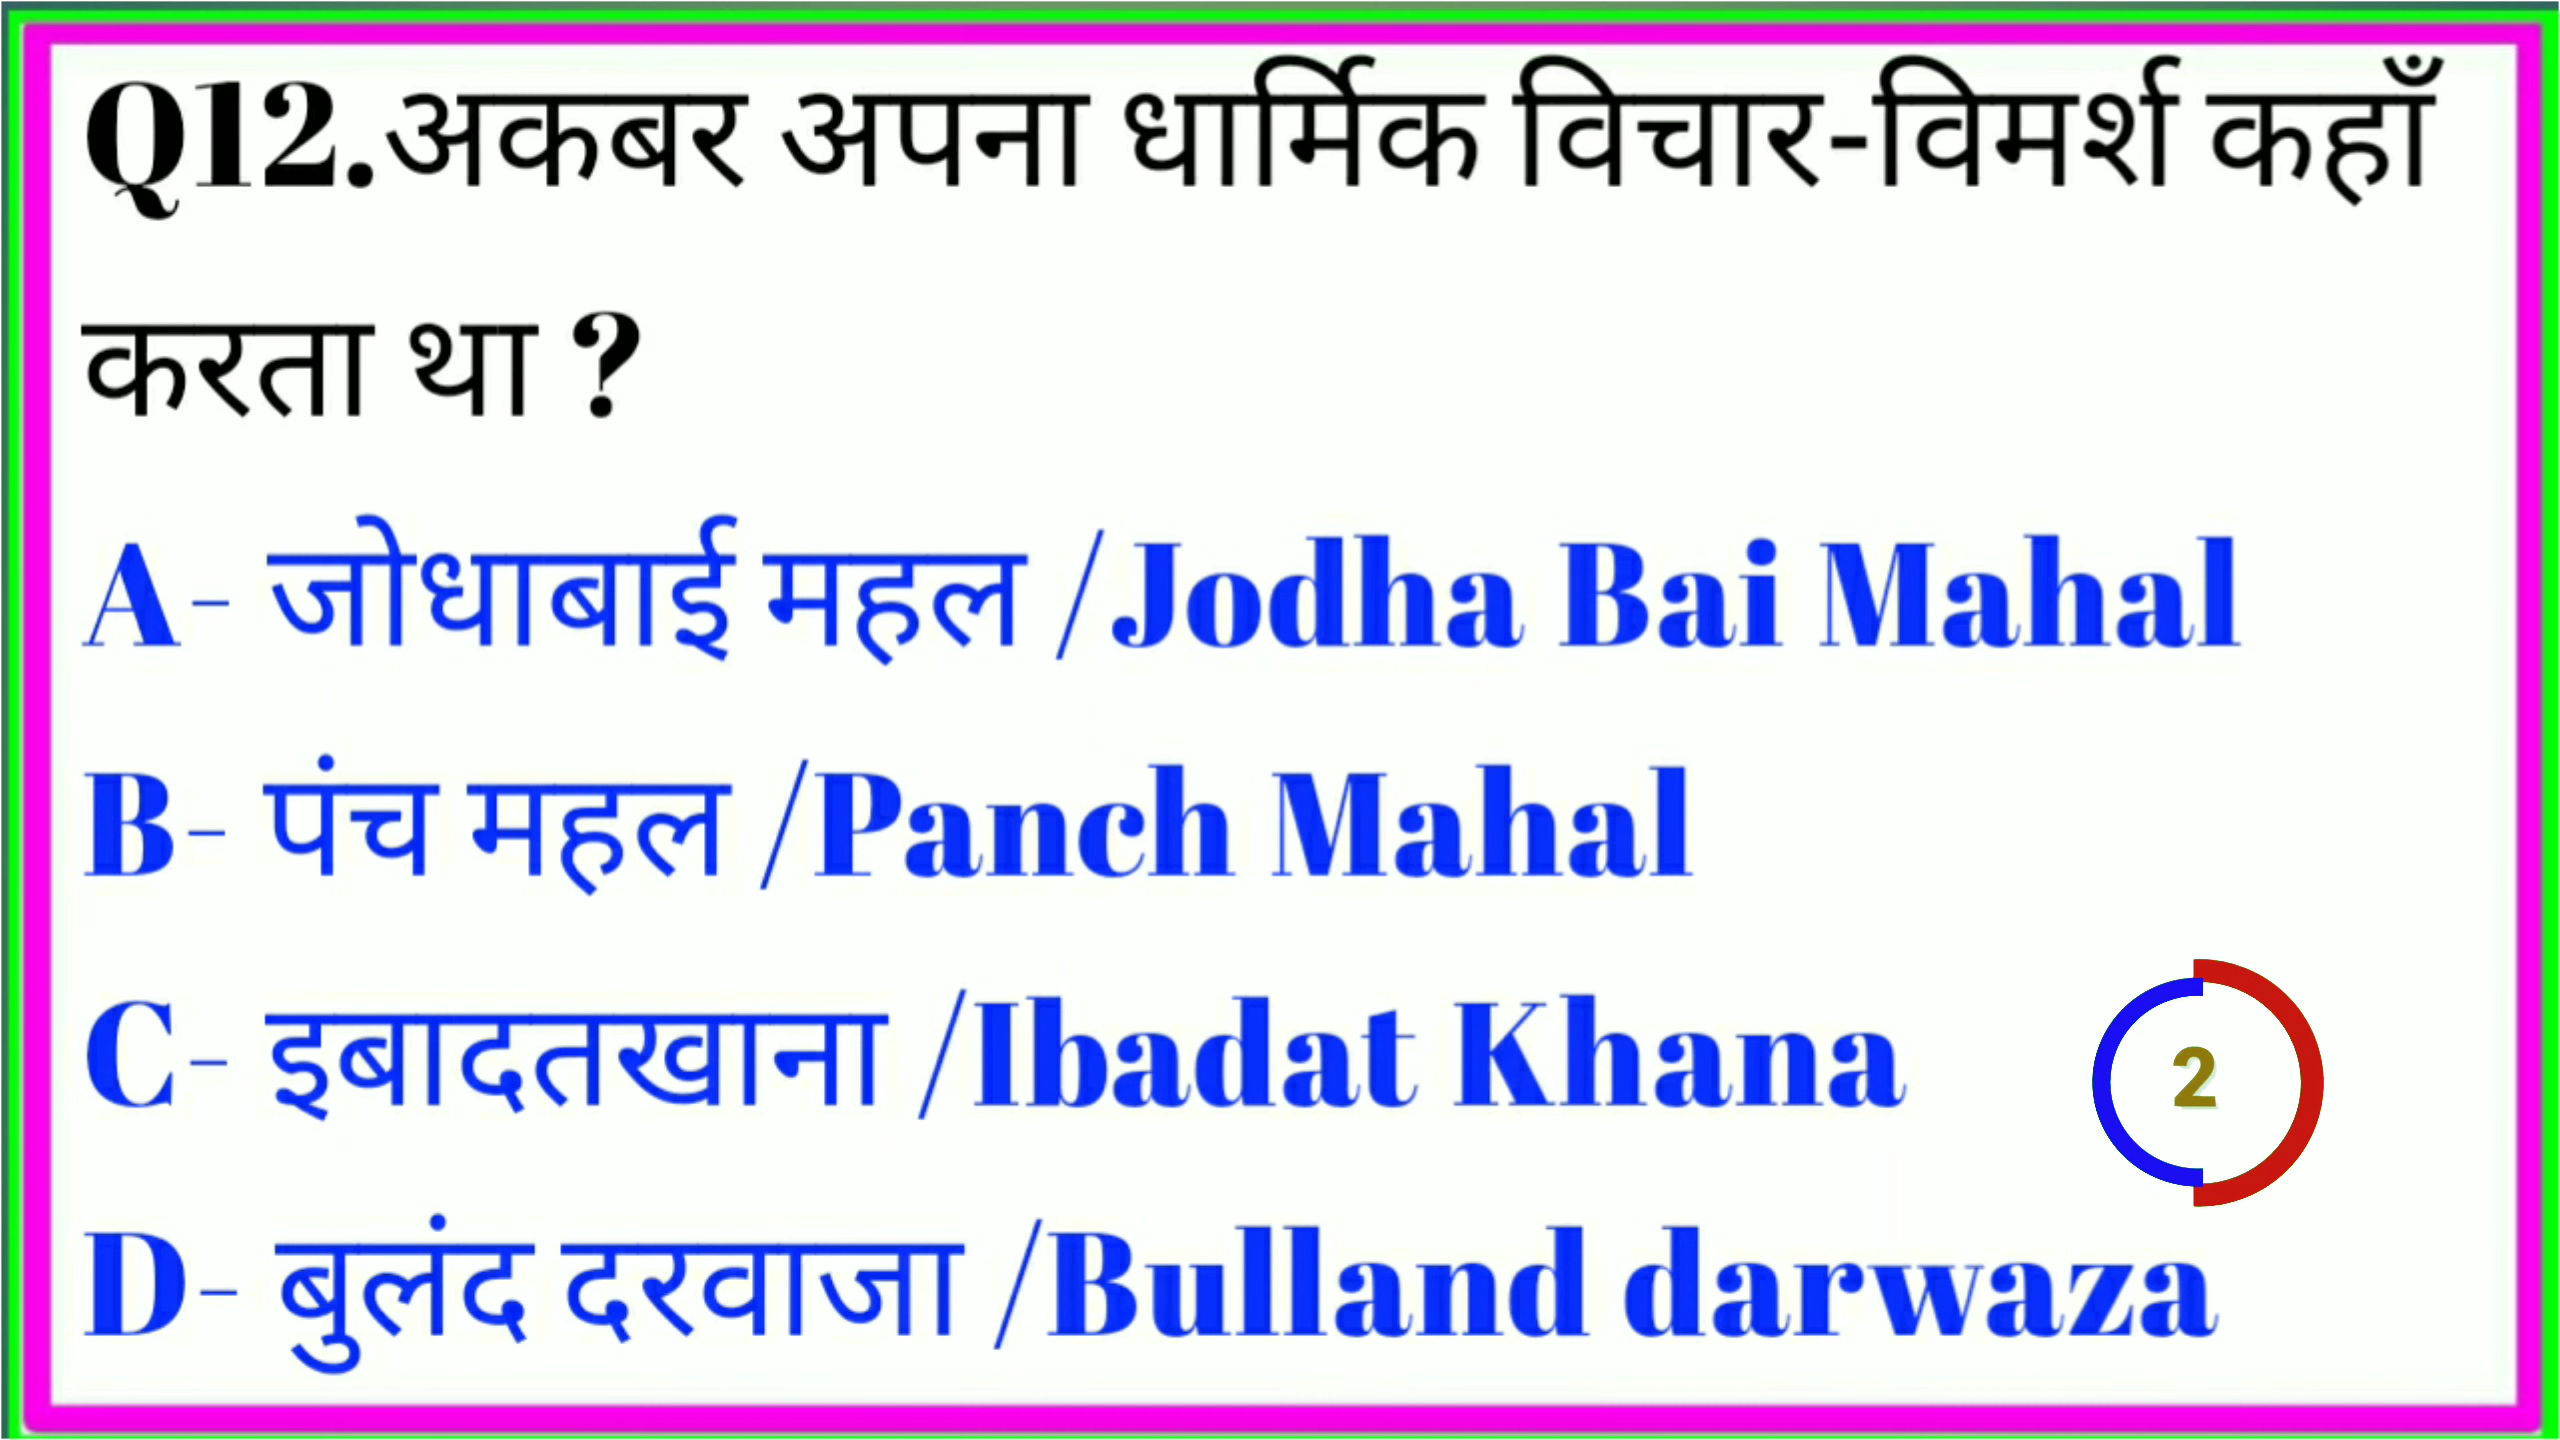 Q12.अकबर अपना धार्मिक विचार-विमर्श कहाँ
करता था ?
A- जोधाबाई महल /Jodha Bai Mahal
B- पंच महल /Panch Mahal
C- इबादतखाना /Ibadat Khana
2
D- बुलंद दरवाजा /Bulland darwaza